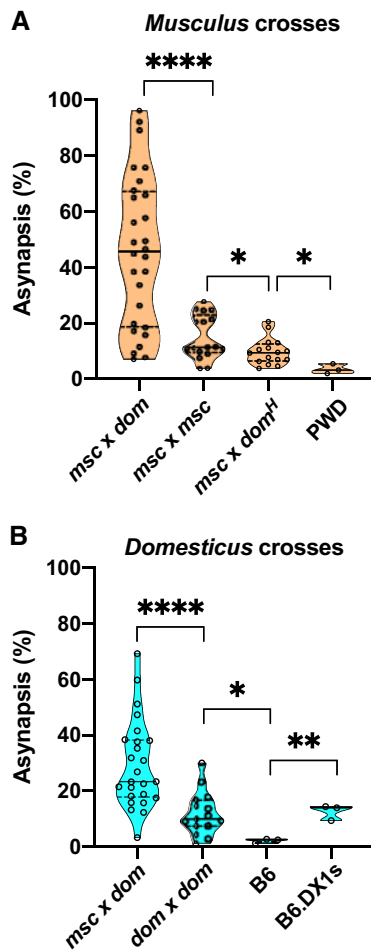 A
Musculus crosses
****
100
80
60
40
20
0
Asynapsis (%)
*
*
msc x dom
msc x msc
msc x domᴴ
PWD
B
Domesticus crosses
100
80
60
40
20
0
Asynapsis (%)
****
*
**
msc x dom
dom x dom
B6
B6.DX1s